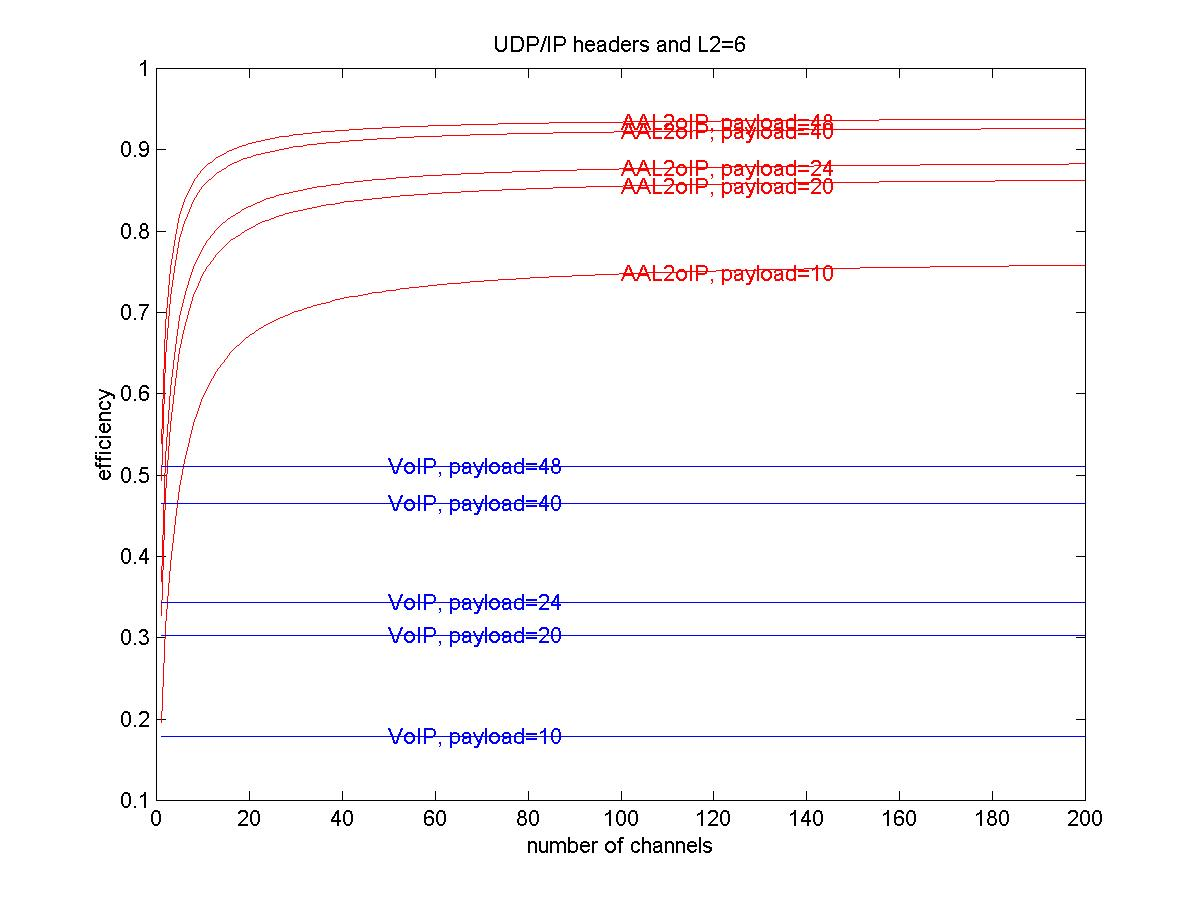 UDP/IP headers and L2=6
1
0.9
0.8
0.7
0.6
0.5
0.4
0.3
0.2
0.1
efficiency
AAL2oIP, payload=48
AAL2oIP, payload=40
AAL2oIP, payload=24
AAL2oIP, payload=20
AAL2oIP, payload=10
VoIP, payload=48
VoIP, payload=40
VoIP, payload=24
VoIP, payload=20
VoIP, payload=10
0 20 40 60 80 100 120 140 160 180 200
number of channels